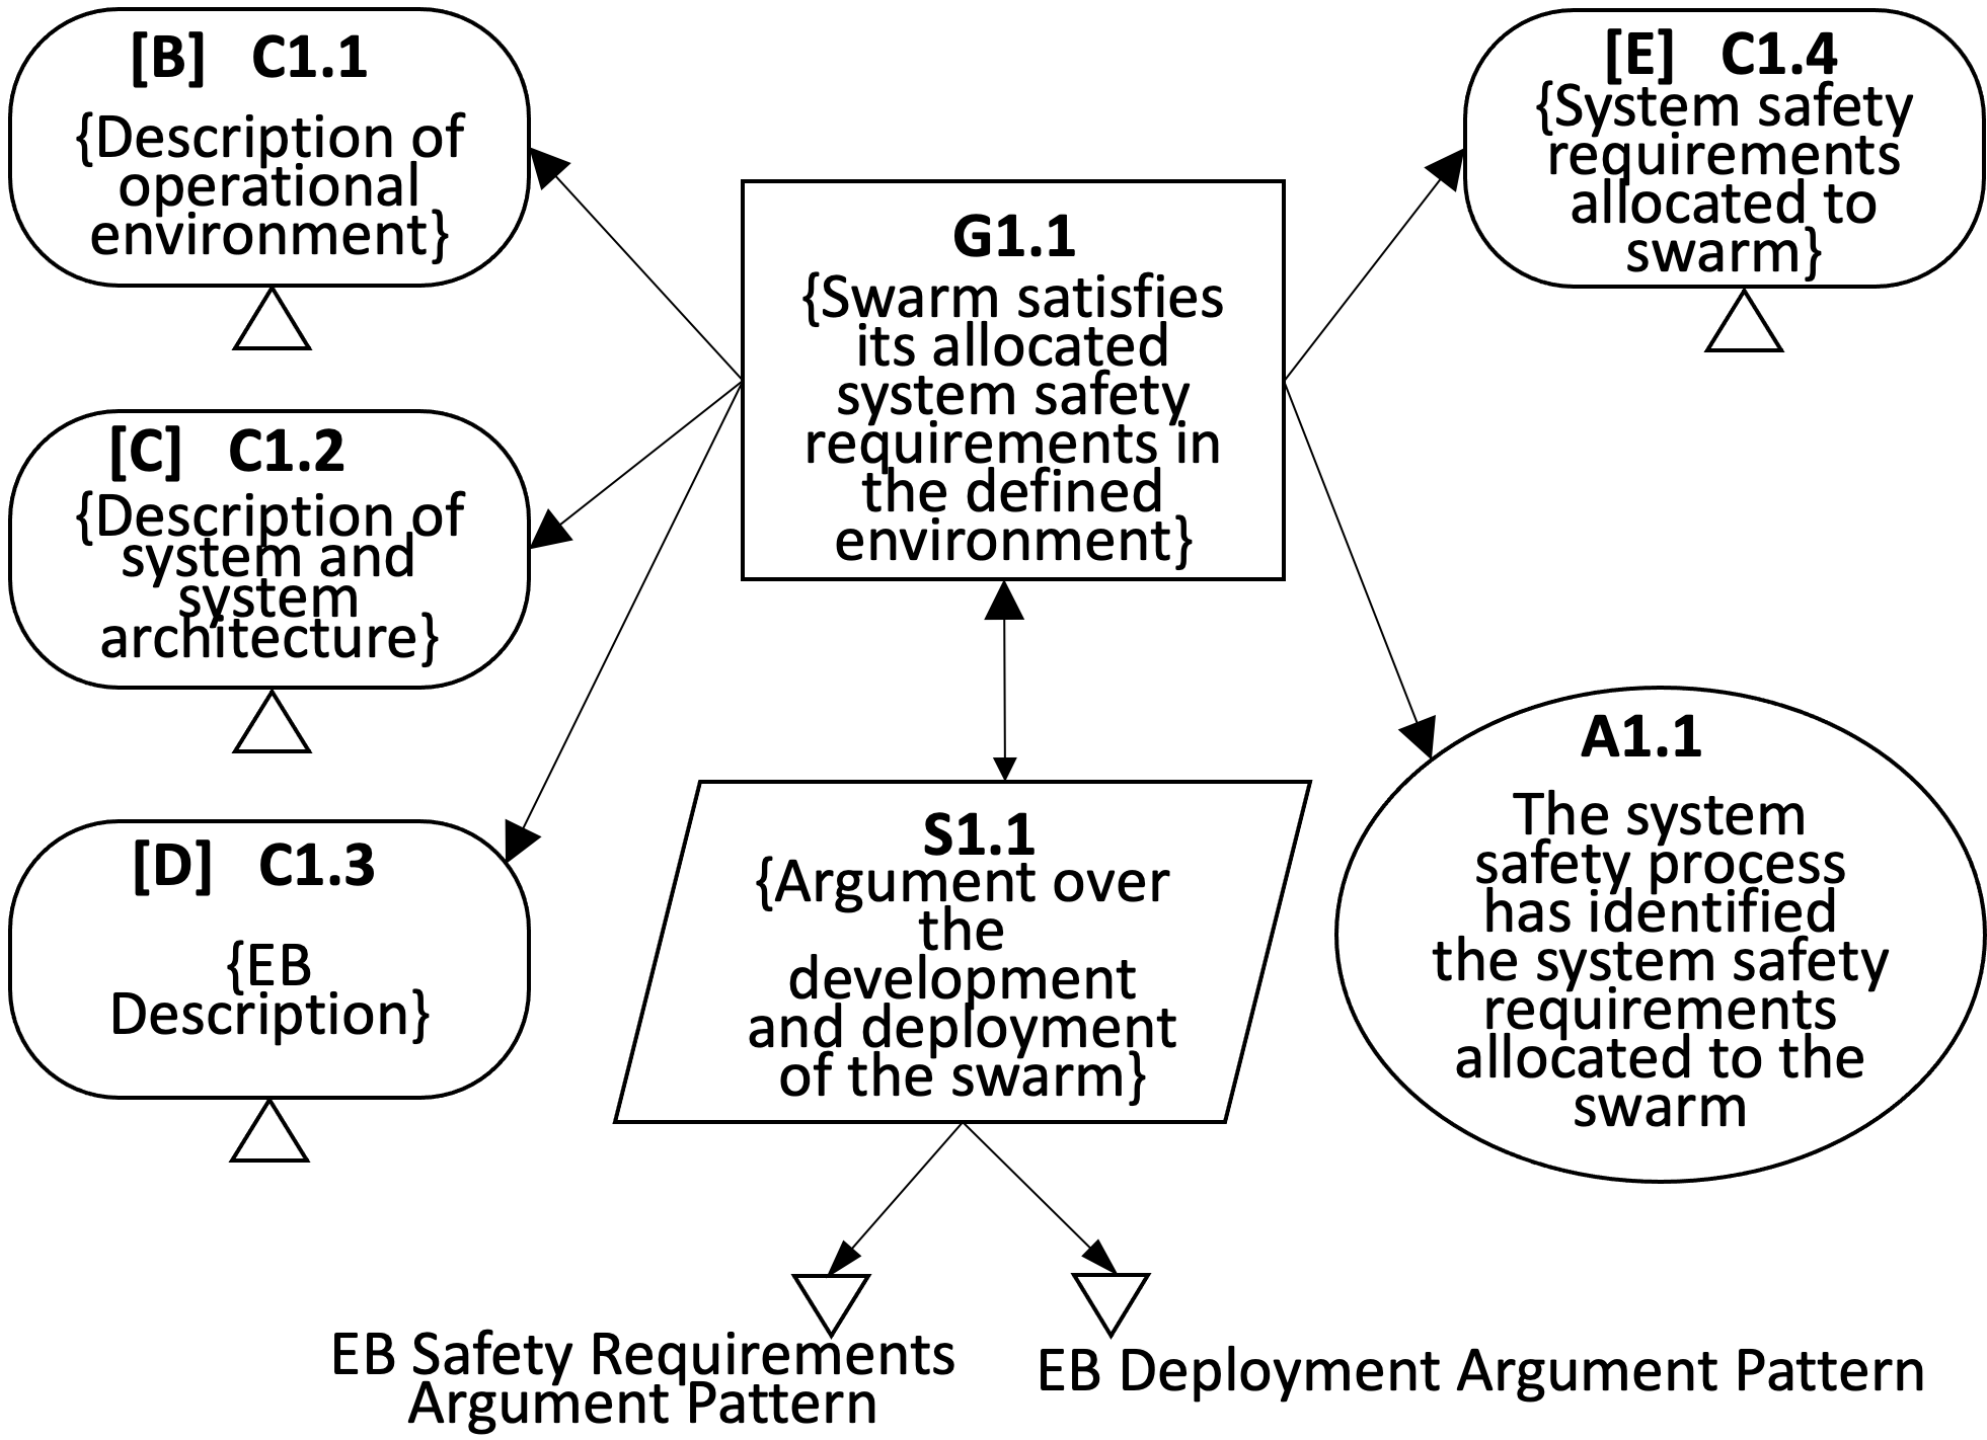 [B] C1.1
{Description of
operational
environment}
[E] C1.4
{System safety
requirements
allocated to
swarm}
G1.1
{Swarm satisfies
its allocated
system safety
requirements in
the defined
environment}
[C] C1.2
{Description of
system and
system
architecture}
[D] C1.3
{EB
Description}
S1.1
{Argument over
the
development
and deployment
of the swarm}
A1.1
The system
safety process
has identified
the system safety
requirements
allocated to the
swarm
EB Safety Requirements
Argument Pattern
EB Deployment Argument Pattern